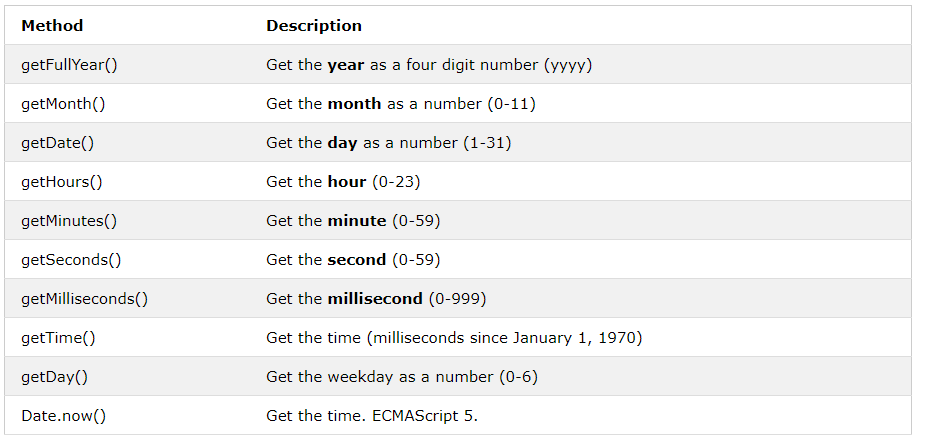 Method Description
getFullYear() Get the year as a four digit number (yyyy)
getMonth() Get the month as a number (0-11)
getDate() Get the day as a number (1-31)
getHours() Get the hour (0-23)
getMinutes() Get the minute (0-59)
getSeconds() Get the second (0-59)
getMilliseconds() Get the millisecond (0-999)
getTime() Get the time (milliseconds since January 1, 1970)
getDay() Get the weekday as a number (0-6)
Date.now() Get the time. ECMAScript 5.